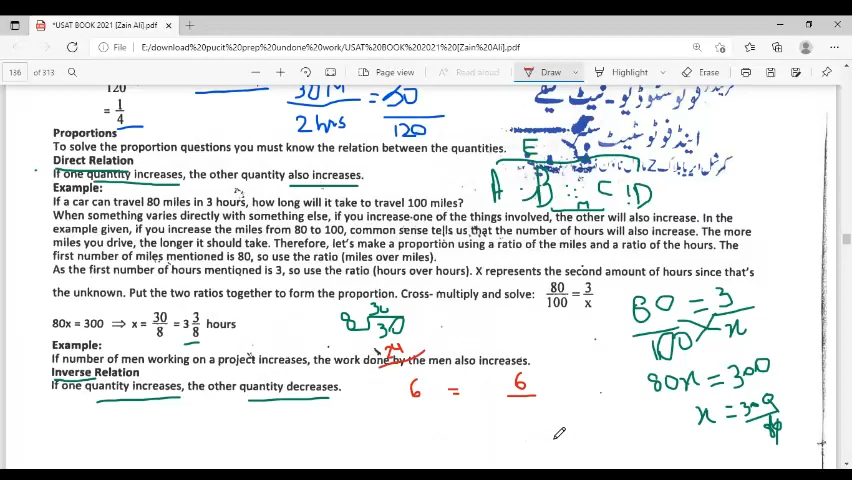 *USAT BOOK 2021 [Zain Ali].pdf
File E:/download%20pucit%20prep%20undone%20work/USAT%20BOOK%202021%20[Zain%20Ali].pdf
136 of 313 Page view Read aloud Draw Highlight Erase
120
= 1/4
2 hrs = 120
Proportions
To solve the proportion questions you must know the relation between the quantities.
Direct Relation
If one quantity increases, the other quantity also increases.
E
A B C D
M
Example:
If a car can travel 80 miles in 3 hours, how long will it take to travel 100 miles?
When something varies directly with something else, if you increase one of the things involved, the other will also increase. In the
example given, if you increase the miles from 80 to 100, common sense tells us that the number of hours will also increase. The more
miles you drive, the longer it should take. Therefore, let's make a proportion using a ratio of the miles and a ratio of the hours. The
first number of miles mentioned is 80, so use the ratio (miles over miles).
As the first number of hours mentioned is 3, so use the ratio (hours over hours). X represents the second amount of hours since that's
the unknown. Put the two ratios together to form the proportion. Cross- multiply and solve: 80/100 = 3/x
80x = 300 ⇒ x = 30/8 = 3 3/8 hours
80/100 = 3/x
8 30
24
Example:
If number of men working on a project increases, the work done by the men also increases.
Inverse Relation
If one quantity increases, the other quantity decreases.
6 = 6
80x = 300
x = 300